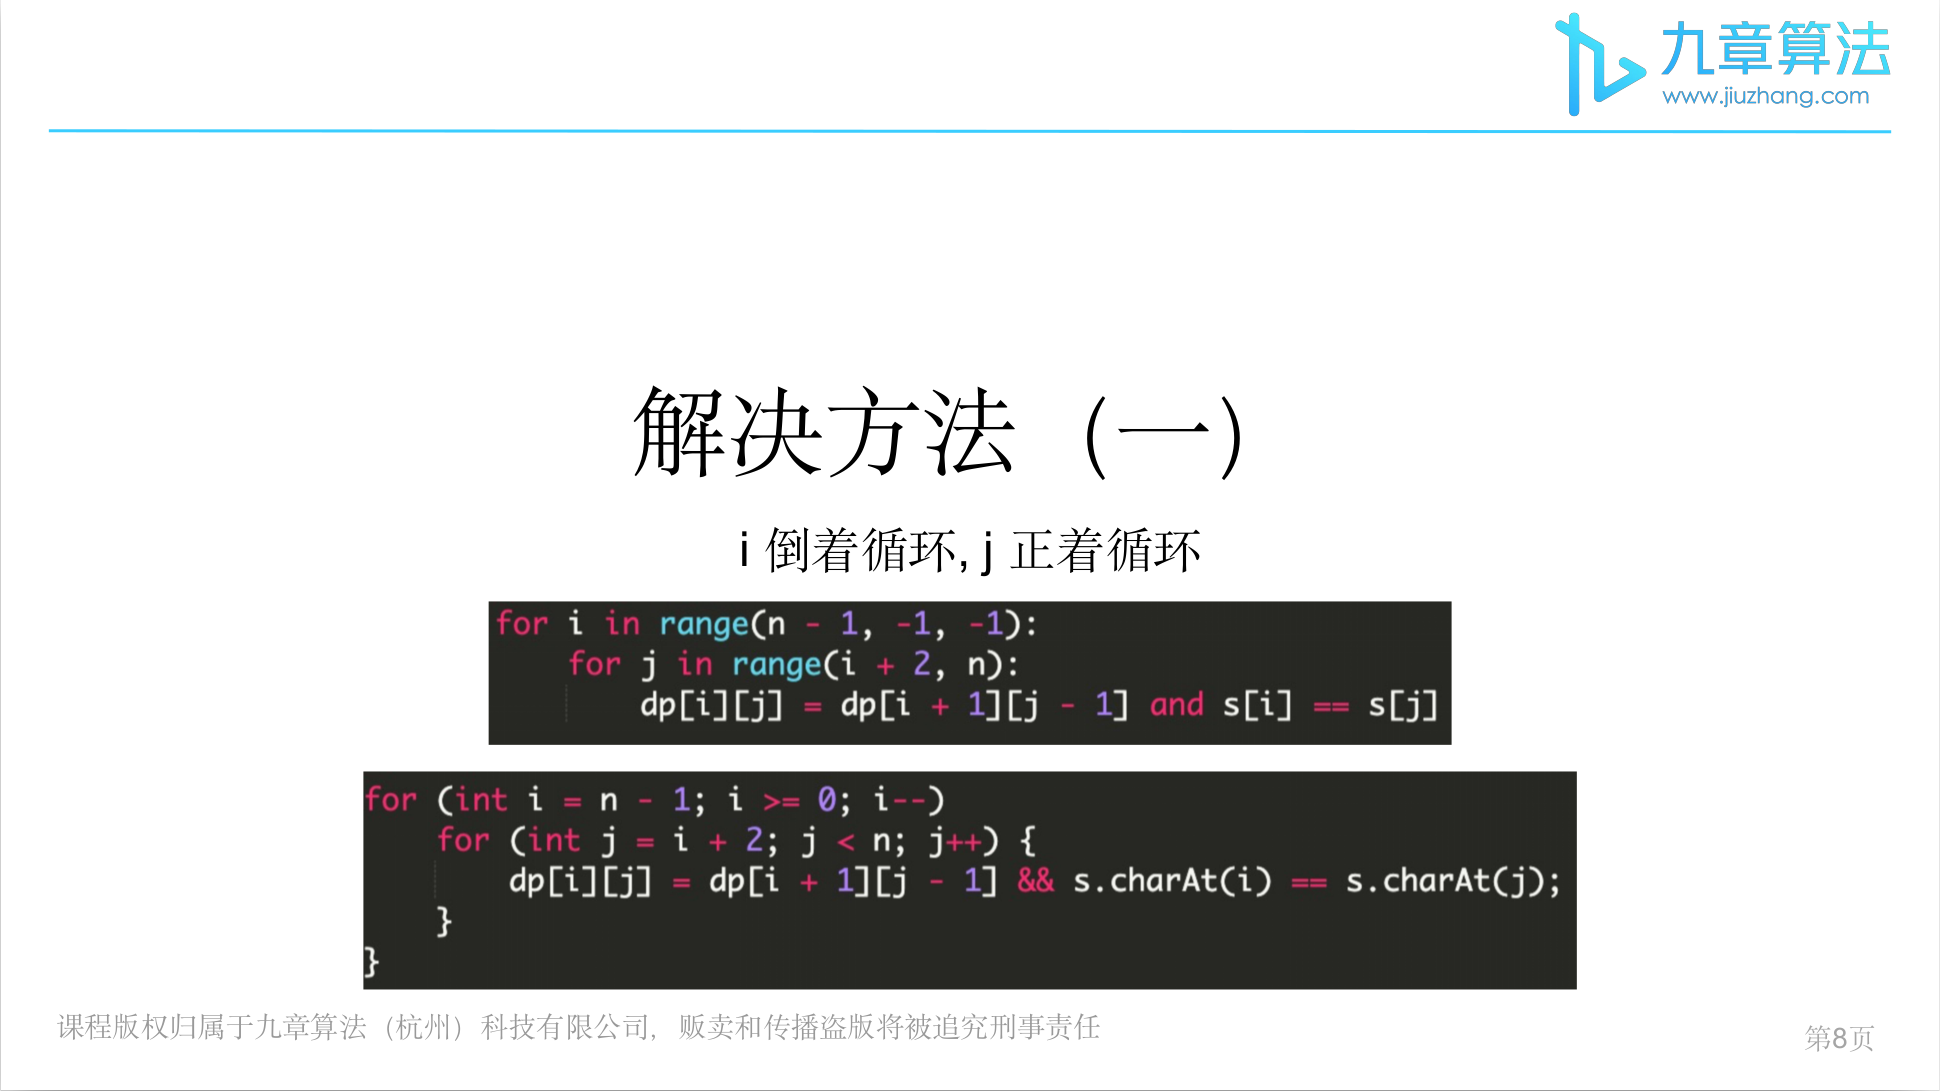 九章算法
www.jiuzhang.com
解决方法（一）
i 倒着循环, j 正着循环
for i in range(n - 1, -1, -1):
    for j in range(i + 2, n):
        dp[i][j] = dp[i + 1][j - 1] and s[i] == s[j]
for (int i = n - 1; i >= 0; i--)
    for (int j = i + 2; j < n; j++) {
        dp[i][j] = dp[i + 1][j - 1] && s.charAt(i) == s.charAt(j);
    }
}
课程版权归属于九章算法（杭州）科技有限公司，贩卖和传播盗版将被追究刑事责任
第8页